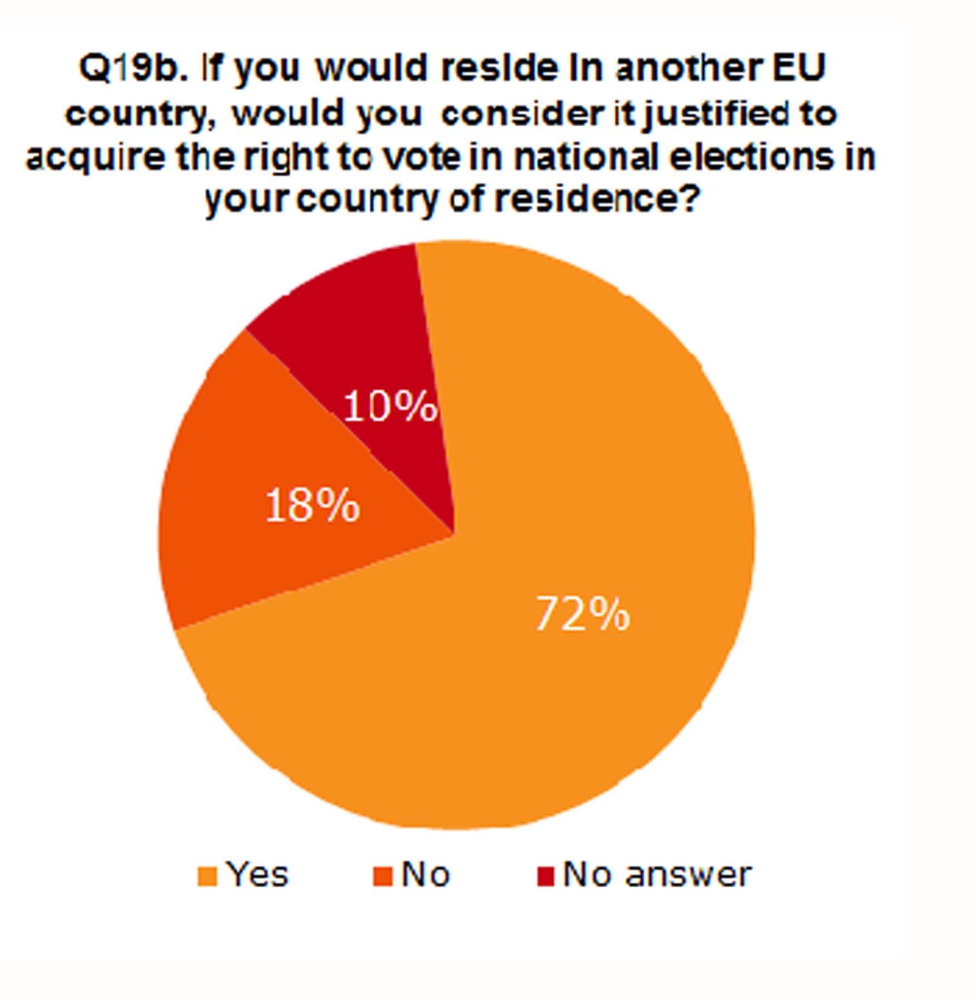 Q19b. If you would reside in another EU
country, would you consider it justified to
acquire the right to vote in national elections in
your country of residence?
10%
18%
72%
Yes No No answer